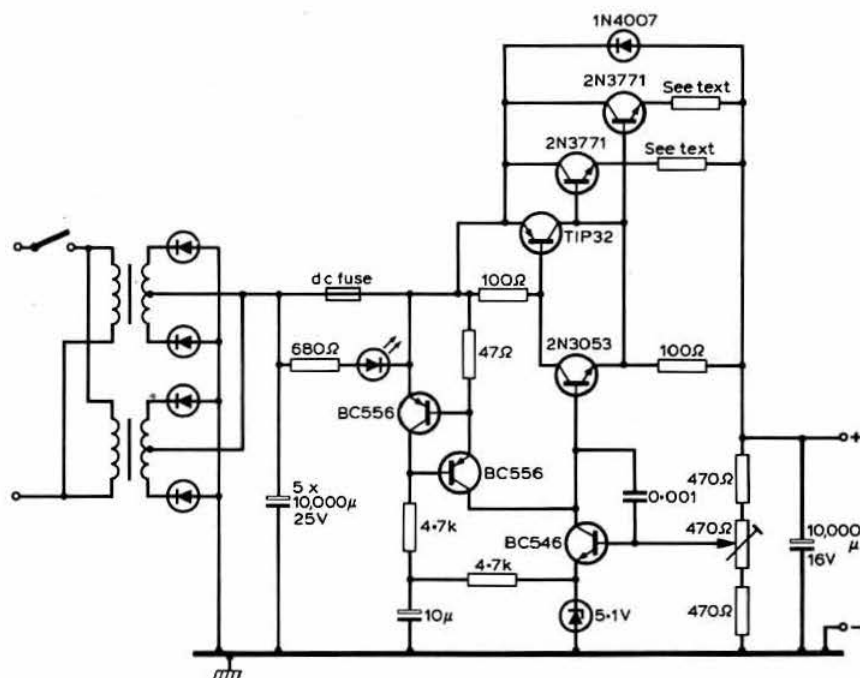 1N4007
2N3771
See text
2N3771
See text
TIP32
dc fuse
100Ω
680Ω
47Ω
2N3053
100Ω
BC556
BC556
5 x
10,000μ
25V
4·7k
0·001
470Ω
470Ω
10,000
μ
16V
BC546
4·7k
470Ω
10μ
5·1V
+
−